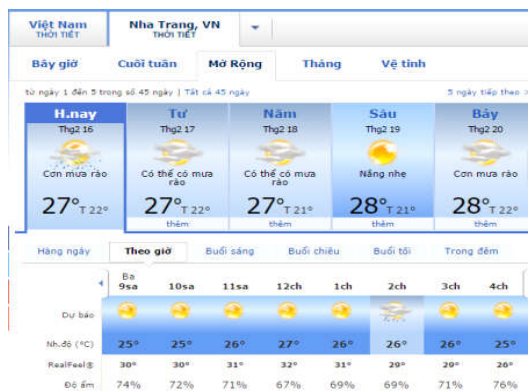 Việt Nam
THỜI TIẾT
Nha Trang, VN
THỜI TIẾT
Bây giờ Cuối tuần Mở Rộng Tháng Vệ tinh
từ ngày 1 đến 5 trong số 45 ngày | Tất cả 45 ngày 5 ngày tiếp theo >
H.nay Tư Năm Sáu Bảy
Thg2 16 Thg2 17 Thg2 18 Thg2 19 Thg2 20
Cơn mưa rào Có thể có mưa rào Có thể có mưa rào Nắng nhẹ Cơn mưa rào
27°T 22° 27°T 22° 27°T 21° 28°T 21° 28°T 22°
thêm thêm thêm thêm
Hàng ngày Theo giờ Buổi sáng Buổi chiều Buổi tối Trong đêm
Ba
9sa 10sa 11sa 12ch 1ch 2ch 3ch 4ch
Dự báo
Nh.độ (°C) 25° 25° 26° 27° 26° 26° 26° 25°
RealFeel® 30° 30° 31° 32° 31° 29° 29° 26°
Độ ẩm 74% 72% 71% 67% 69% 69% 71% 76%